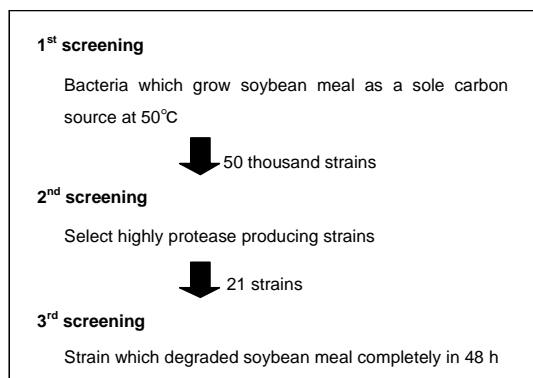 1st screening
Bacteria which grow soybean meal as a sole carbon
source at 50℃
50 thousand strains
2nd screening
Select highly protease producing strains
21 strains
3rd screening
Strain which degraded soybean meal completely in 48 h